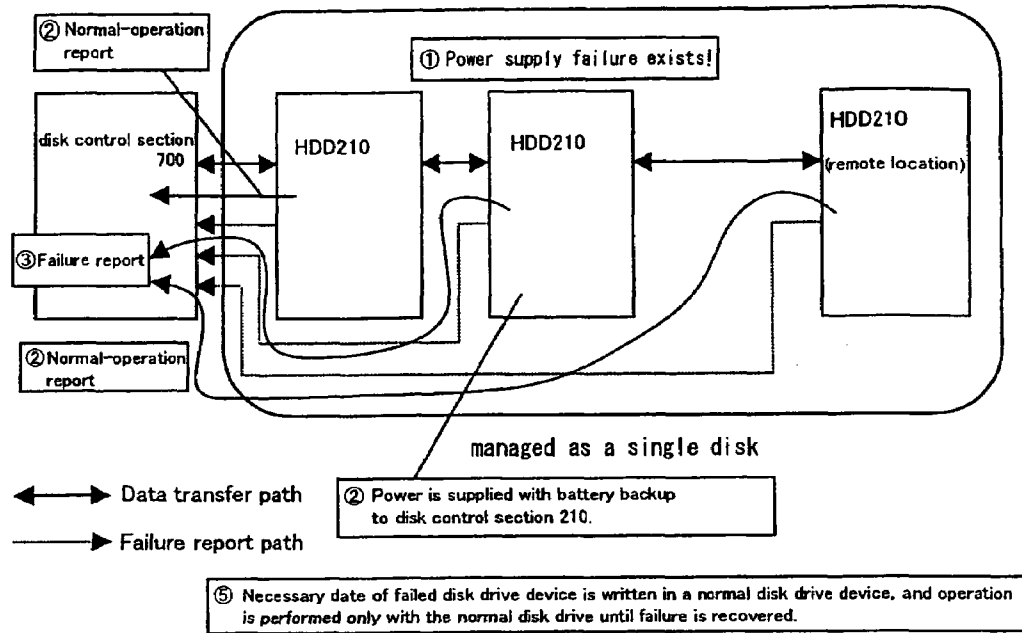 ② Normal-operation
report
① Power supply failure exists!
disk control section
700
HDD210
HDD210
HDD210
(remote location)
③ Failure report
② Normal-operation
report
managed as a single disk
② Power is supplied with battery backup
to disk control section 210.
Data transfer path
Failure report path
⑤ Necessary date of failed disk drive device is written in a normal disk drive device, and operation
is performed only with the normal disk drive until failure is recovered.